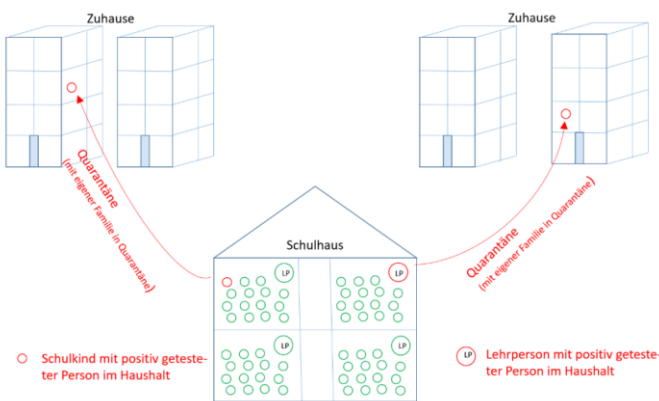 Zuhause
Zuhause
Quarantäne
(mit eigener Familie in Quarantäne)
Quarantäne
(mit eigener Familie in Quarantäne)
Schulhaus
LP
LP
LP
LP
Schulkind mit positiv geteste-
ter Person im Haushalt
LP
Lehrperson mit positiv geteste-
ter Person im Haushalt